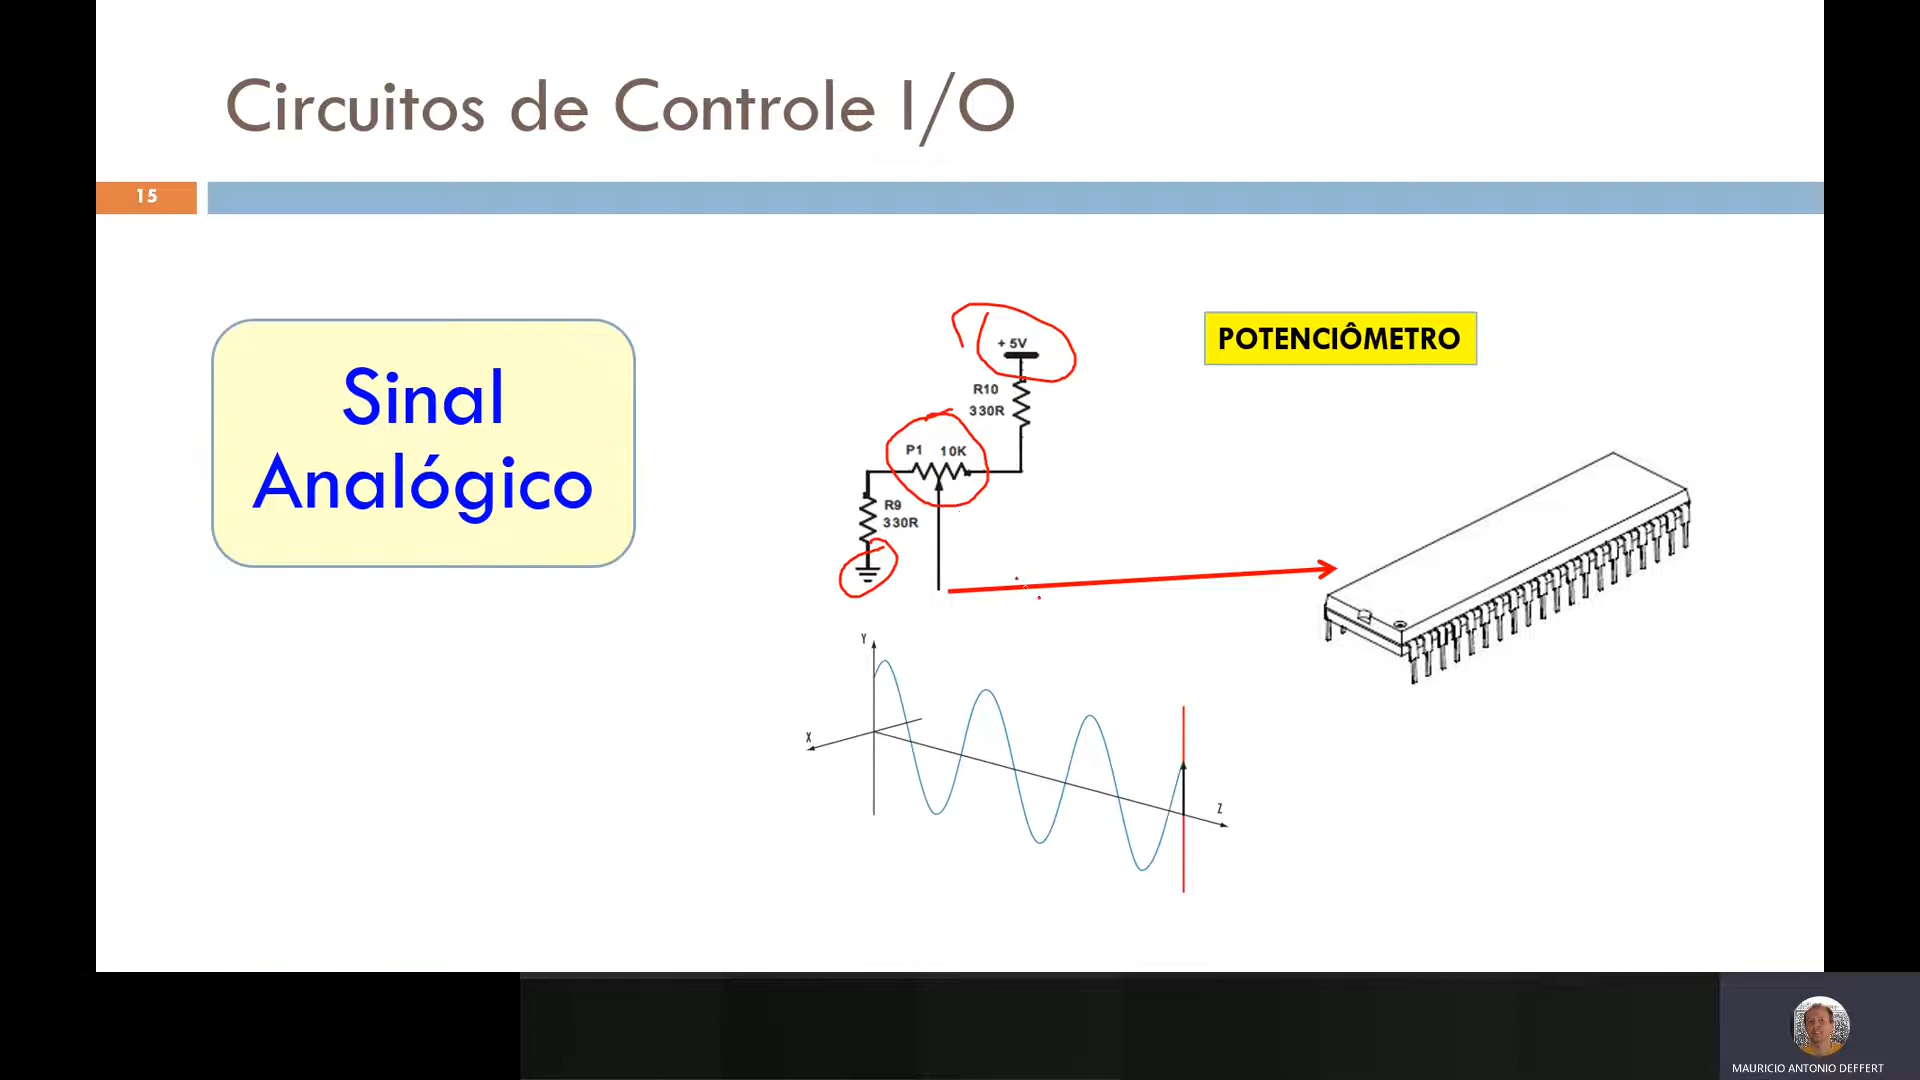 Circuitos de Controle I/O
15
Sinal
Analógico
POTENCIÔMETRO
+ 5V
R10
330R
P1 10K
R9
330R
Y
X
Z
MAURICIO ANTONIO DEFFERT